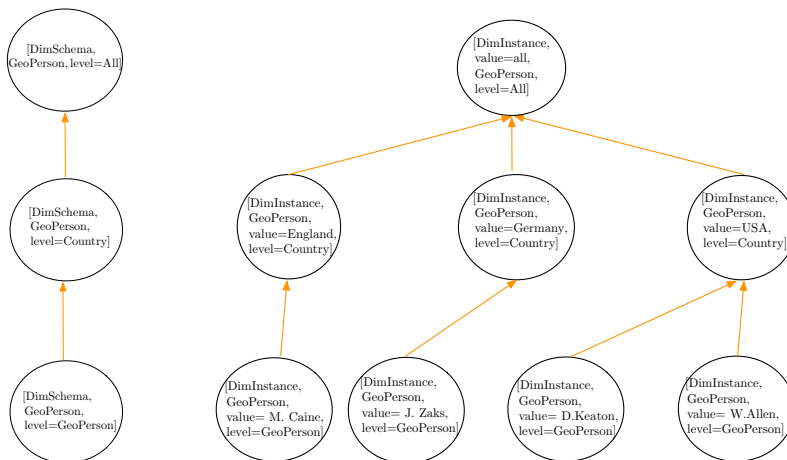 [DimSchema,
GeoPerson, level=All]
[DimInstance,
value=all,
GeoPerson,
level=All]
[DimSchema,
GeoPerson,
level=Country]
[DimInstance,
GeoPerson,
value=England,
level=Country]
[DimInstance,
GeoPerson,
value=Germany,
level=Country]
[DimInstance,
GeoPerson,
value=USA,
level=Country]
[DimSchema,
GeoPerson,
level=GeoPerson]
[DimInstance,
GeoPerson,
value= M. Caine,
level=GeoPerson]
[DimInstance,
GeoPerson,
value= J. Zaks,
level=GeoPerson]
[DimInstance,
GeoPerson,
value= D.Keaton,
level=GeoPerson]
[DimInstance,
GeoPerson,
value= W.Allen,
level=GeoPerson]